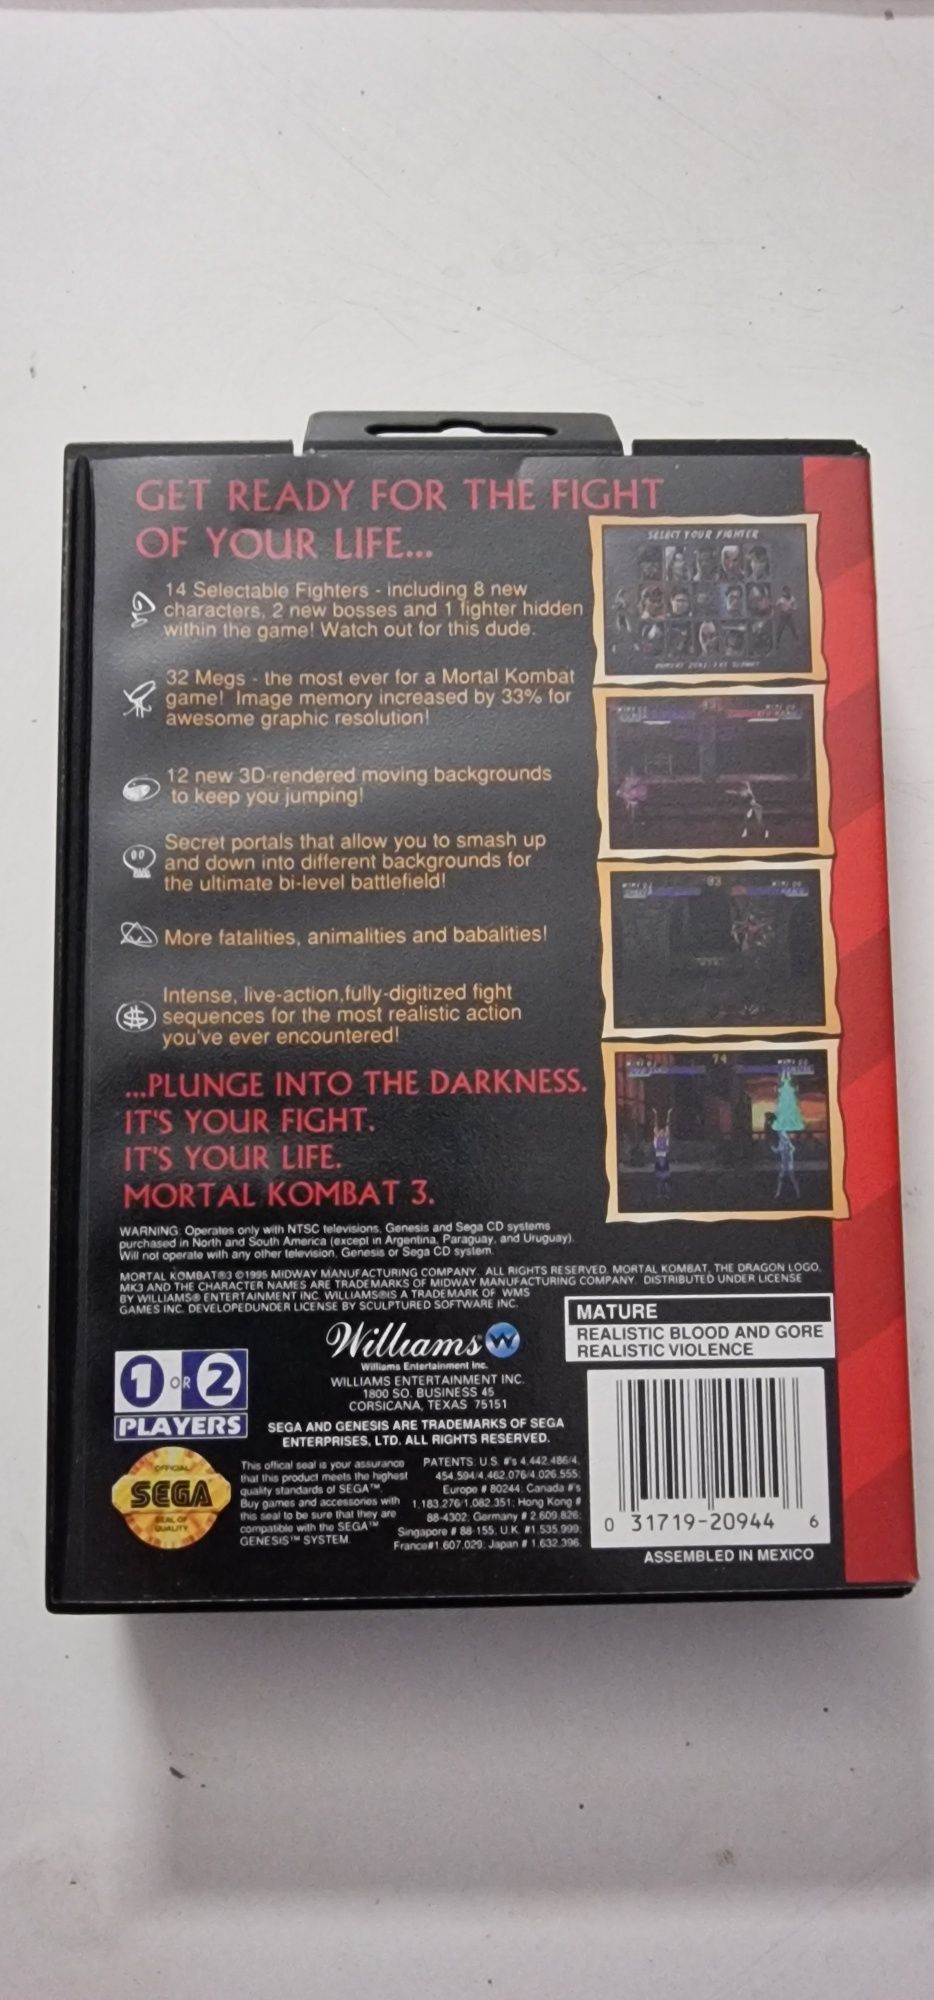 GET READY FOR THE FIGHT
OF YOUR LIFE...
14 Selectable Fighters - including 8 new
characters, 2 new bosses and 1 fighter hidden
within the game! Watch out for this dude.
32 Megs - the most ever for a Mortal Kombat
game! Image memory increased by 33% for
awesome graphic resolution!
12 new 3D-rendered moving backgrounds
to keep you jumping!
Secret portals that allow you to smash up
and down into different backgrounds for
the ultimate bi-level battlefield!
More fatalities, animalities and babalities!
Intense, live-action,fully-digitized fight
sequences for the most realistic action
you've ever encountered!
...PLUNGE INTO THE DARKNESS.
IT'S YOUR FIGHT.
IT'S YOUR LIFE.
MORTAL KOMBAT 3.
SELECT YOUR FIGHTER
93
74
WARNING: Operates only with NTSC televisions, Genesis and Sega CD systems
purchased in North and South America (except in Argentina, Paraguay, and Uruguay).
Will not operate with any other television, Genesis or Sega CD system.
MORTAL KOMBAT®3 ©1995 MIDWAY MANUFACTURING COMPANY. ALL RIGHTS RESERVED. MORTAL KOMBAT, THE DRAGON LOGO,
MK3 AND THE CHARACTER NAMES ARE TRADEMARKS OF MIDWAY MANUFACTURING COMPANY. DISTRIBUTED UNDER LICENSE
BY WILLIAMS® ENTERTAINMENT INC. WILLIAMS®IS A TRADEMARK OF WMS
GAMES INC. DEVELOPEDUNDER LICENSE BY SCULPTURED SOFTWARE INC.
MATURE
REALISTIC BLOOD AND GORE
REALISTIC VIOLENCE
Williams W
Williams Entertainment Inc.
WILLIAMS ENTERTAINMENT INC.
1800 SO. BUSINESS 45
CORSICANA, TEXAS 75151
1 OR 2
PLAYERS
SEGA AND GENESIS ARE TRADEMARKS OF SEGA
ENTERPRISES, LTD. ALL RIGHTS RESERVED.
OFFICIAL
SEGA
SEAL OF
QUALITY
This offical seal is your assurance
that this product meets the highest
quality standards of SEGA™.
Buy games and accessories with
this seal to be sure that they are
compatible with the SEGA™
GENESIS™ SYSTEM.
PATENTS: U.S. #'s 4,442,486/4,
454,594/4,462,076/4,026,555;
Europe # 80244; Canada #'s
1,183,276/1,082,351; Hong Kong #
88-4302; Germany # 2,609,826;
Singapore # 88-155; U.K. #1,535,999;
France#1,607,029; Japan # 1,632,396
0 31719-20944 6
ASSEMBLED IN MEXICO